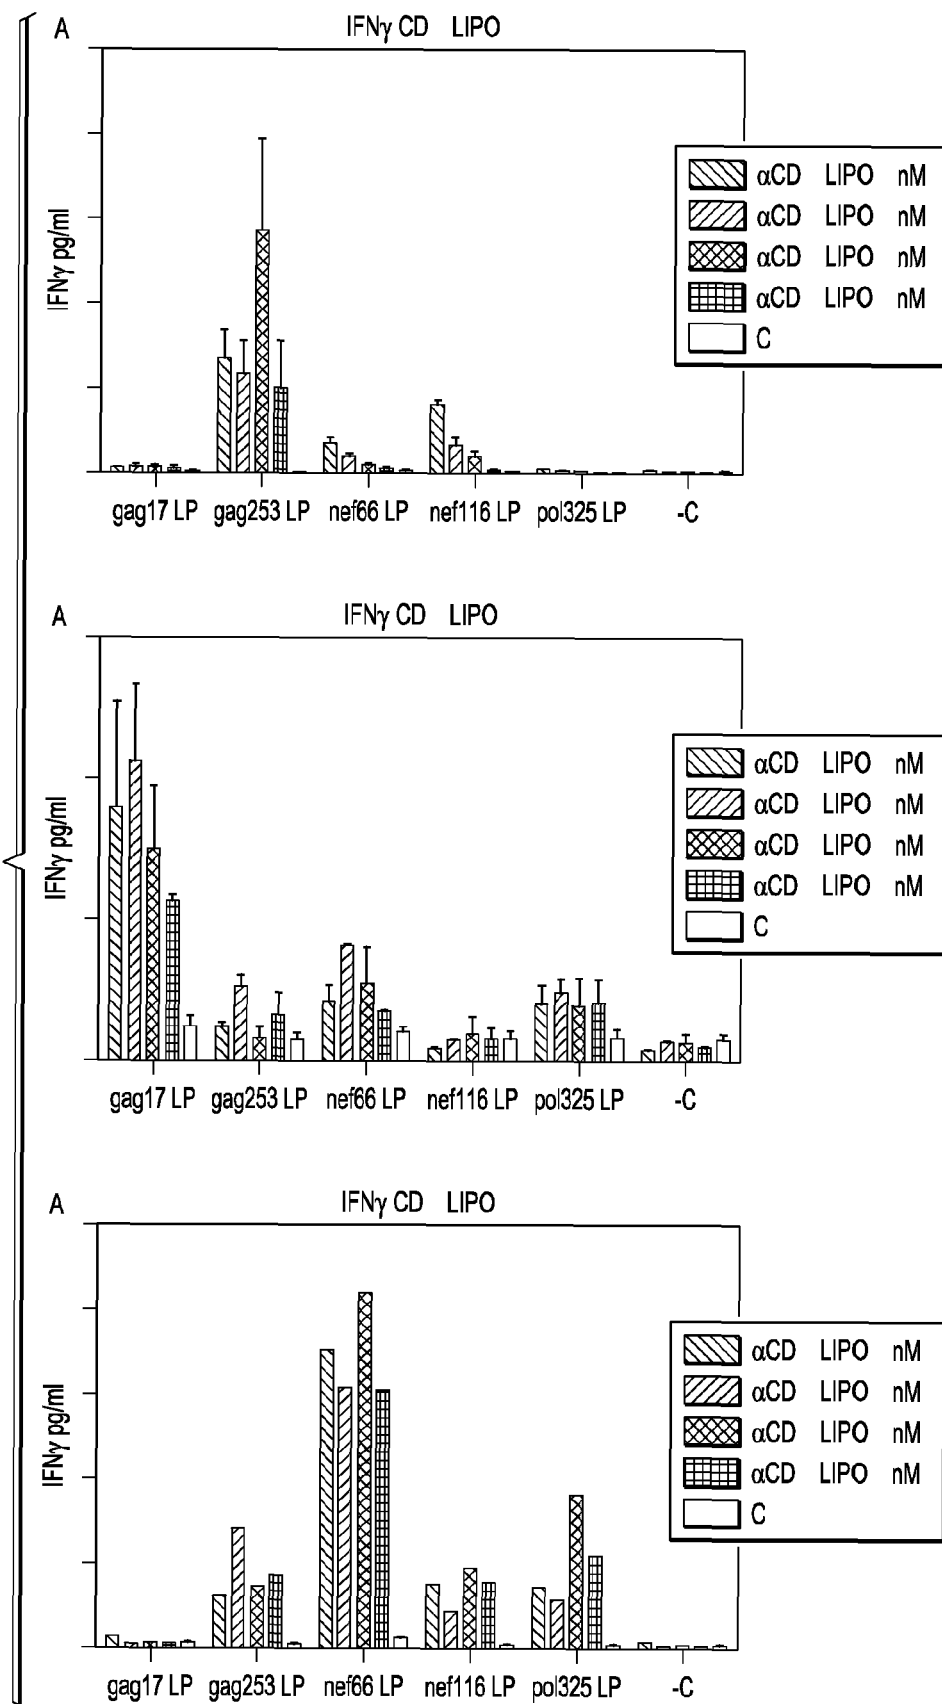 A
IFNγ CD LIPO
IFNγ pg/ml
αCD LIPO nM
αCD LIPO nM
αCD LIPO nM
αCD LIPO nM
C
gag17 LP gag253 LP nef66 LP nef116 LP pol325 LP -C
A
IFNγ CD LIPO
IFNγ pg/ml
αCD LIPO nM
αCD LIPO nM
αCD LIPO nM
αCD LIPO nM
C
gag17 LP gag253 LP nef66 LP nef116 LP pol325 LP -C
A
IFNγ CD LIPO
IFNγ pg/ml
αCD LIPO nM
αCD LIPO nM
αCD LIPO nM
αCD LIPO nM
C
gag17 LP gag253 LP nef66 LP nef116 LP pol325 LP -C